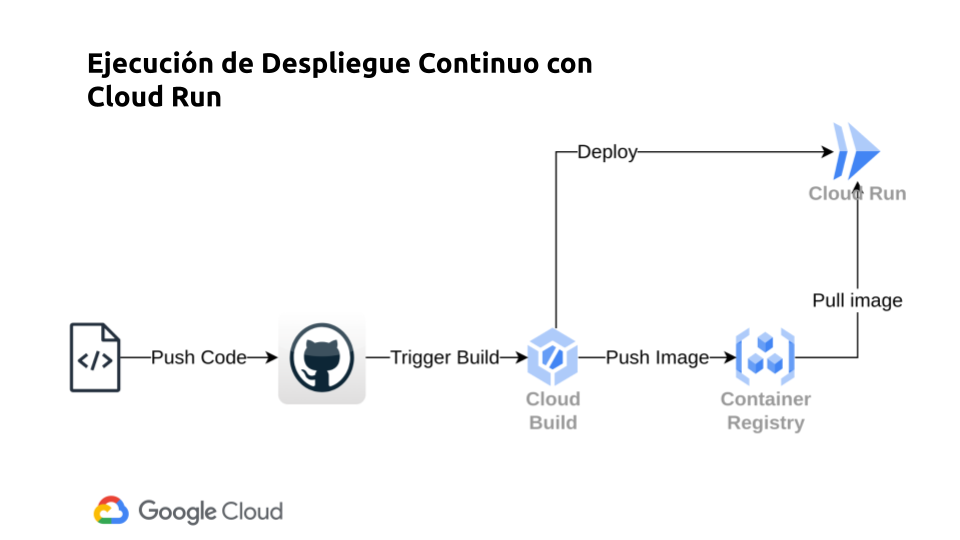 Ejecución de Despliegue Continuo con
Cloud Run
Deploy
Cloud Run
Pull image
</>
Push Code
Trigger Build
Push Image
Cloud
Build
Container
Registry
Google Cloud